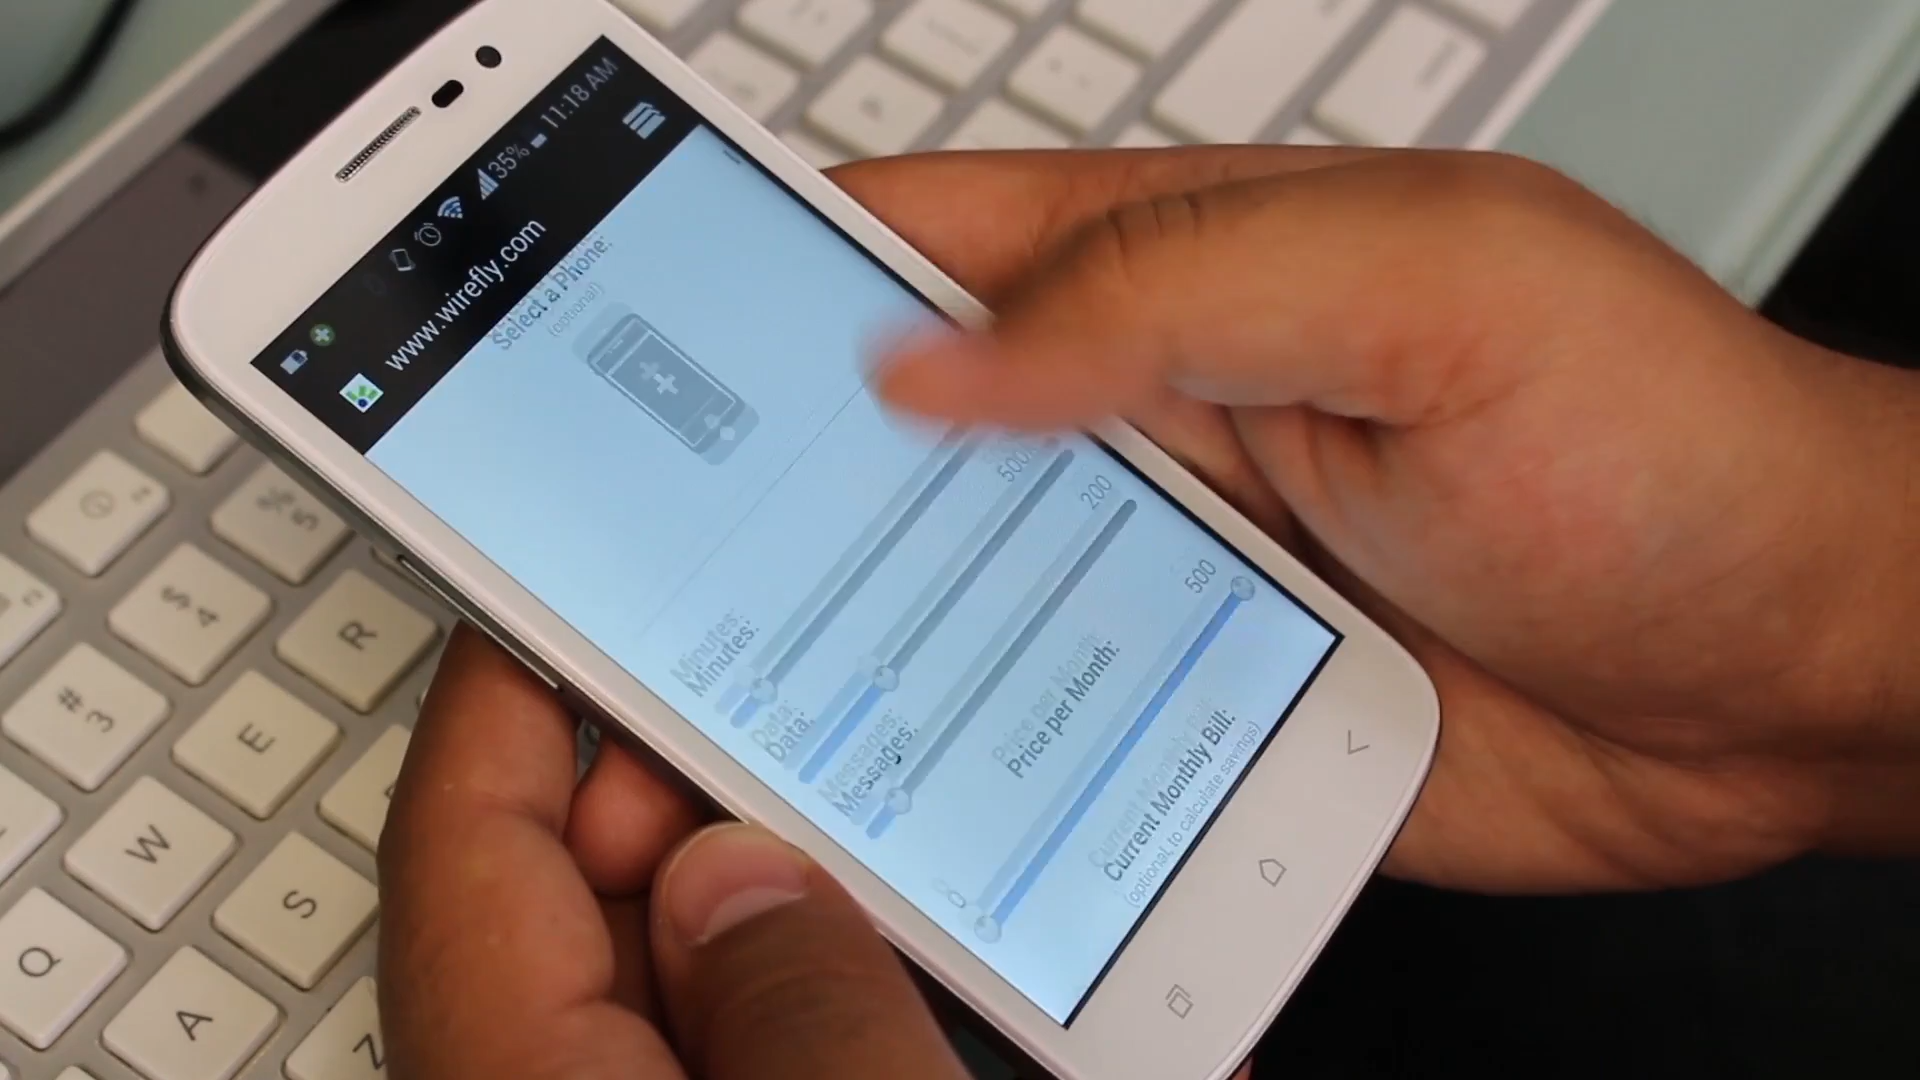 35% 11:18 AM
www.wirefly.com
Select a Phone:
(optional)
Minutes:
Data:
500
Messages:
200
Price per Month:
500
Current Monthly Bill:
(optional, to calculate savings)
$
4
%
5
#
3
R
E
W
S
Q
A
Z